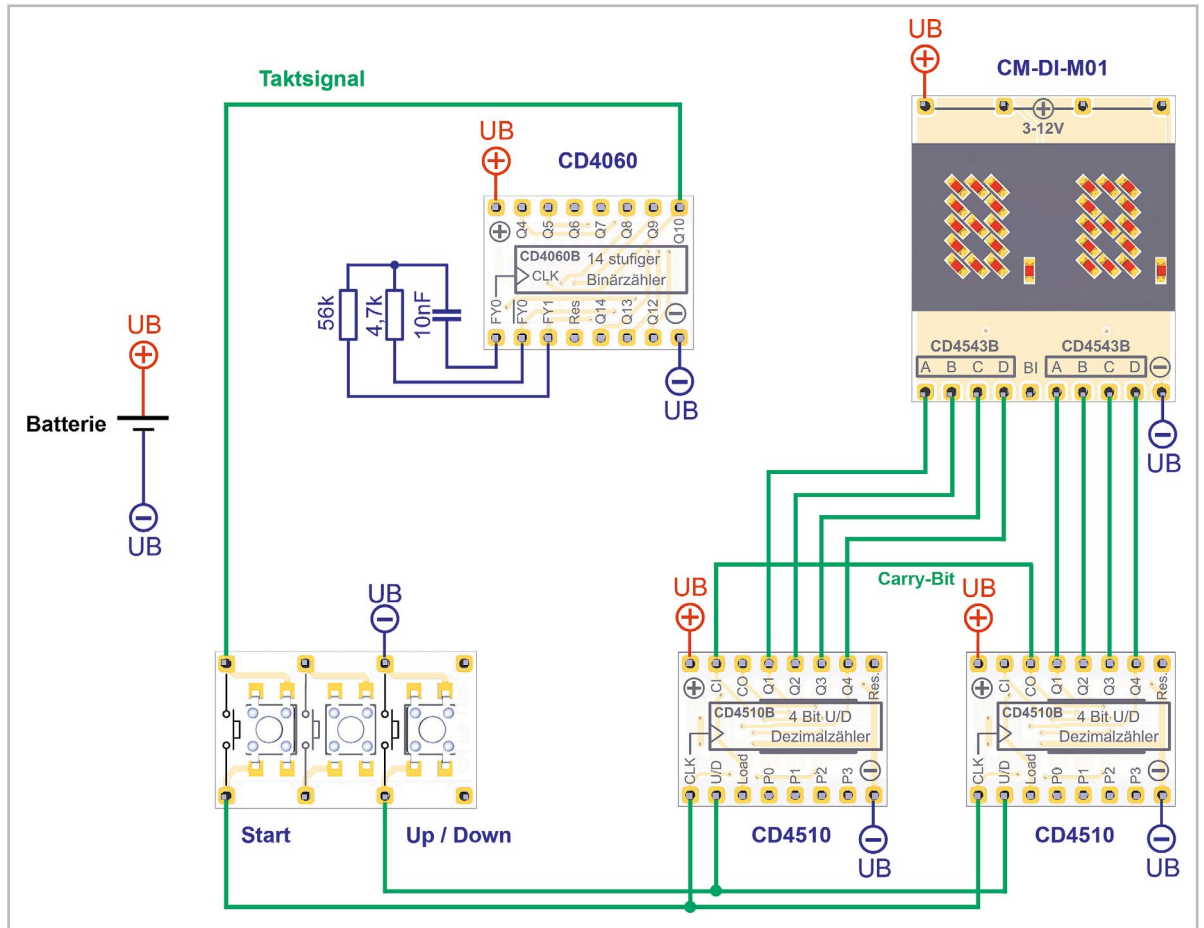 Taktsignal
UB
CD4060
Q4 Q5 Q6 Q7 Q8 Q9 Q10
CD4060B 14 stufiger
CLK Binärzähler
FY0 FY0 FY1 Res Q14 Q13 Q12
56k
4,7k
10nF
UB
UB
CM-DI-M01
3-12V
CD4543B CD4543B
A B C D BI A B C D
UB
UB
Batterie
UB
UB
Start
Up / Down
Carry-Bit
UB
CI CO Q1 Q2 Q3 Q4 Res.
CD4510B 4 Bit U/D
Dezimalzähler
CLK U/D Load P0 P1 P2 P3
CD4510
UB
UB
CI CO Q1 Q2 Q3 Q4 Res.
CD4510B 4 Bit U/D
Dezimalzähler
CLK U/D Load P0 P1 P2 P3
CD4510
UB